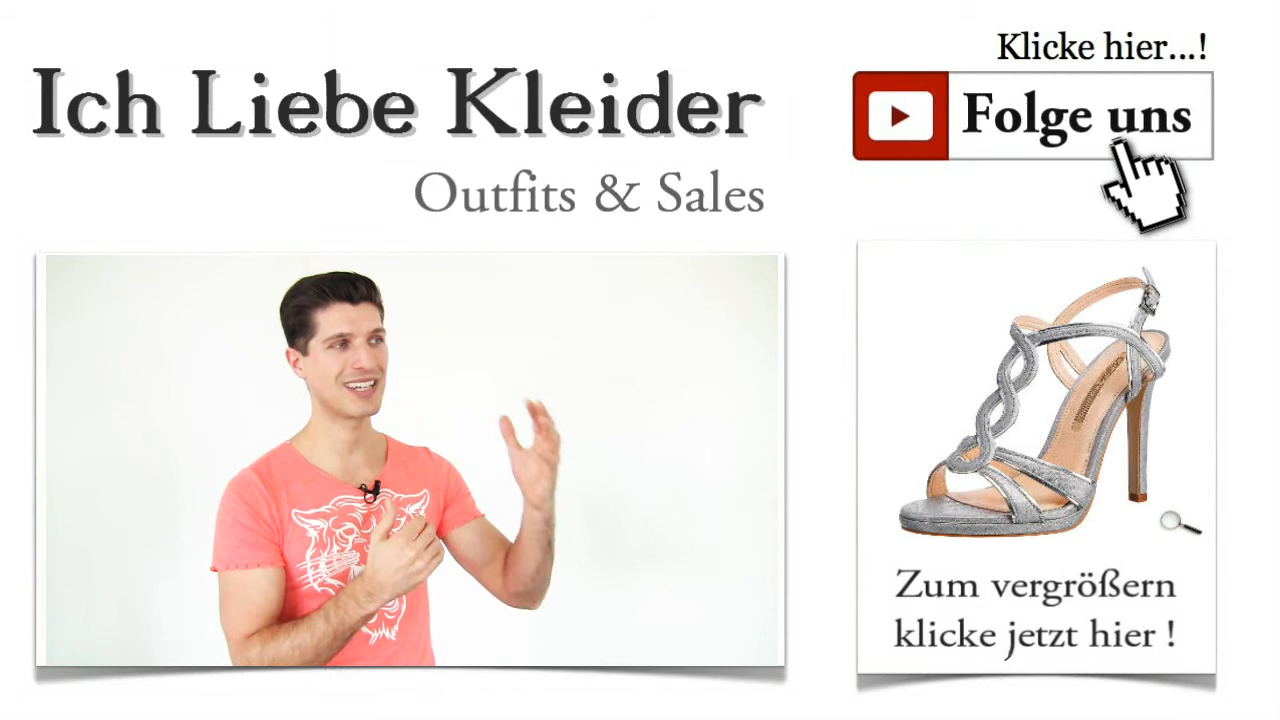 Ich Liebe Kleider
Outfits & Sales
Klicke hier...!
Folge uns
Zum vergrößern
klicke jetzt hier !